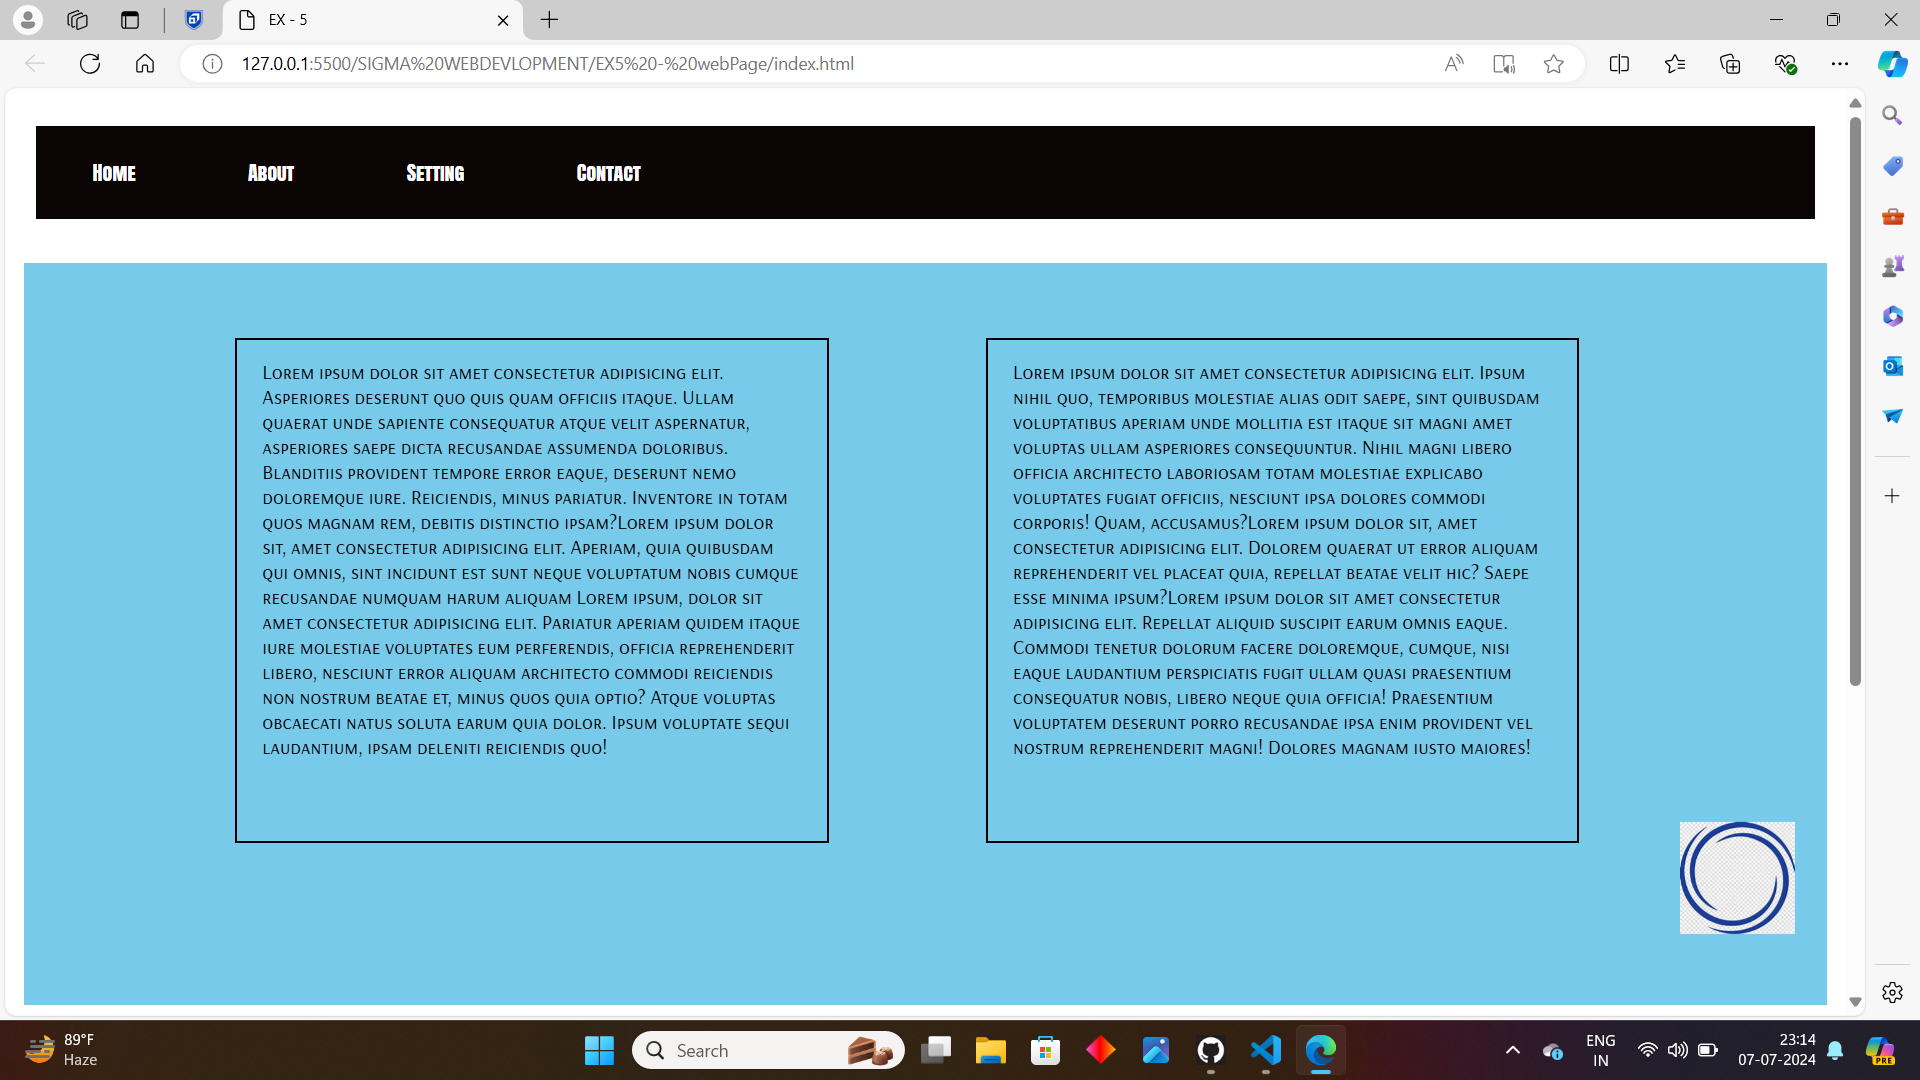 EX - 5
127.0.0.1:5500/SIGMA%20WEBDEVLOPMENT/EX5%20-%20webPage/index.html
Home About Setting Contact
Lorem ipsum dolor sit amet consectetur adipisicing elit.
Asperiores deserunt quo quis quam officiis itaque. Ullam
quaerat unde sapiente consequatur atque velit aspernatur,
asperiores saepe dicta recusandae assumenda doloribus.
Blanditiis provident tempore error eaque, deserunt nemo
doloremque iure. Reiciendis, minus pariatur. Inventore in totam
quos magnam rem, debitis distinctio ipsam?Lorem ipsum dolor
sit, amet consectetur adipisicing elit. Aperiam, quia quibusdam
qui omnis, sint incidunt est sunt neque voluptatum nobis cumque
recusandae numquam harum aliquam Lorem ipsum, dolor sit
amet consectetur adipisicing elit. Pariatur aperiam quidem itaque
iure molestiae voluptates eum perferendis, officia reprehenderit
libero, nesciunt error aliquam architecto commodi reiciendis
non nostrum beatae et, minus quos quia optio? Atque voluptas
obcaecati natus soluta earum quia dolor. Ipsum voluptate sequi
laudantium, ipsam deleniti reiciendis quo!
Lorem ipsum dolor sit amet consectetur adipisicing elit. Ipsum
nihil quo, temporibus molestiae alias odit saepe, sint quibusdam
voluptatibus aperiam unde mollitia est itaque sit magni amet
voluptas ullam asperiores consequuntur. Nihil magni libero
officia architecto laboriosam totam molestiae explicabo
voluptates fugiat officiis, nesciunt ipsa dolores commodi
corporis! Quam, accusamus?Lorem ipsum dolor sit, amet
consectetur adipisicing elit. Dolorem quaerat ut error aliquam
reprehenderit vel placeat quia, repellat beatae velit hic? Saepe
esse minima ipsum?Lorem ipsum dolor sit amet consectetur
adipisicing elit. Repellat aliquid suscipit earum omnis eaque.
Commodi tenetur dolorum facere doloremque, cumque, nisi
eaque laudantium perspiciatis fugit ullam quasi praesentium
consequatur nobis, libero neque quia officia! Praesentium
voluptatem deserunt porro recusandae ipsa enim provident vel
nostrum reprehenderit magni! Dolores magnam iusto maiores!
89°F
Haze
Search
ENG
IN
23:14
07-07-2024
PRE